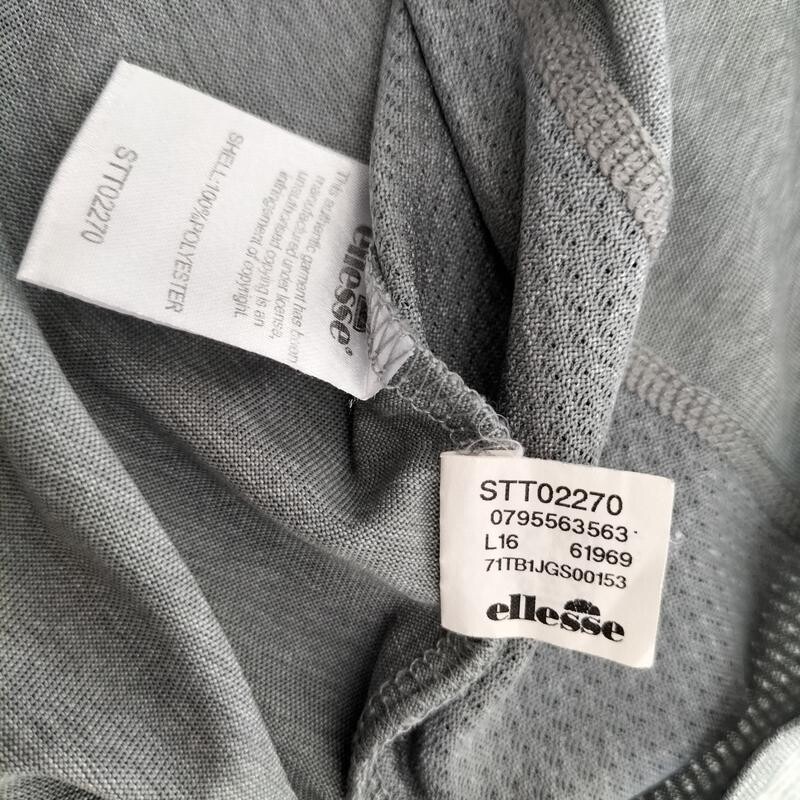 STT02270
SHELL: 100%POLYESTER
This authentic garment has been
manufactured under license,
unauthorised copying is an
infringement of copyright.
ellesse
STT02270
0795563563
L16 61969
71TB1JGS00153
ellesse